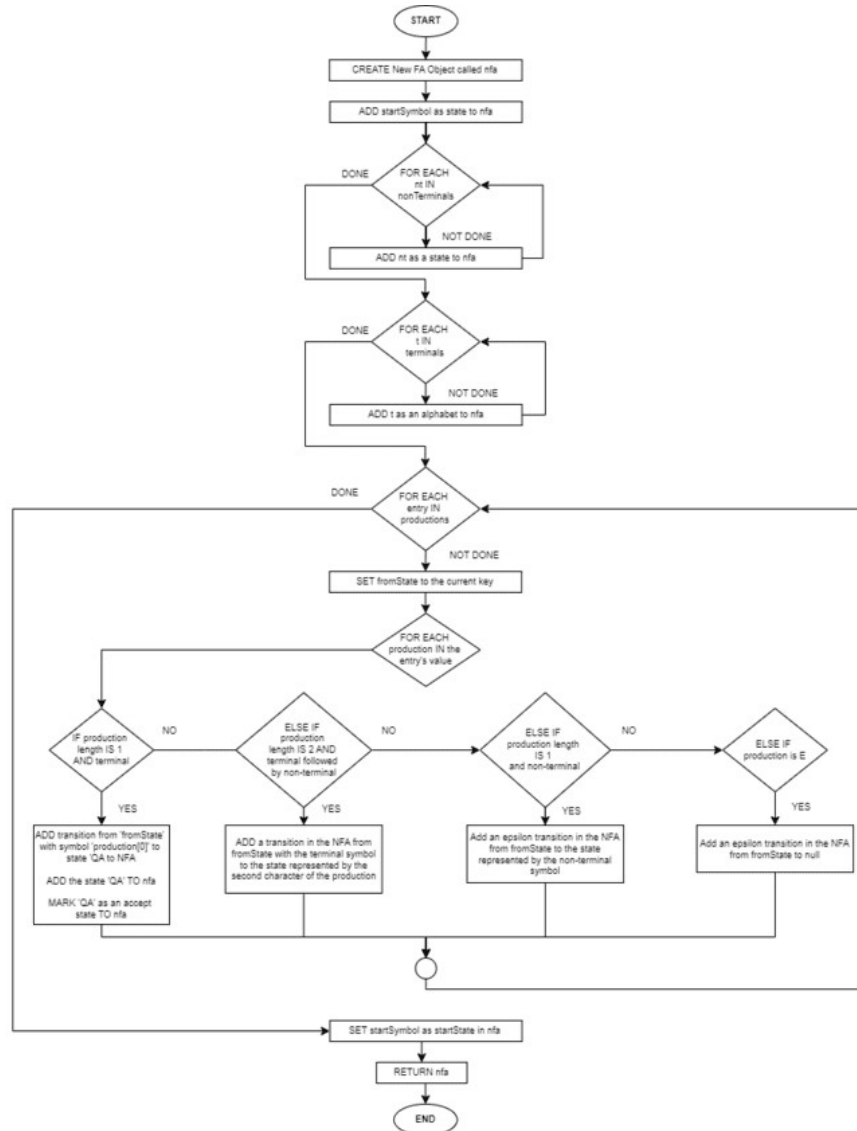 START
CREATE New FA Object called nfa
ADD startSymbol as state to nfa
DONE
FOR EACH
nt IN
nonTerminals
NOT DONE
ADD nt as a state to nfa
DONE
FOR EACH
t IN
terminals
NOT DONE
ADD t as an alphabet to nfa
DONE
FOR EACH
entry IN
productions
NOT DONE
SET fromState to the current key
FOR EACH
production IN the
entry's value
IF production
length IS 1
AND terminal
NO
YES
ELSE IF
production
length IS 2 AND
terminal followed
by non-terminal
NO
YES
ELSE IF
production length
IS 1
and non-terminal
NO
YES
ELSE IF
production is E
YES
ADD transition from 'fromState'
with symbol 'production[0]' to
state 'QA to NFA
ADD the state 'QA' TO nfa
MARK 'QA' as an accept
state TO nfa
ADD a transition in the NFA from
fromState with the terminal symbol
to the state represented by the
second character of the production
Add an epsilon transition in the NFA
from fromState to the state
represented by the non-terminal
symbol
Add an epsilon transition in the NFA
from fromState to null
SET startSymbol as startState in nfa
RETURN nfa
END